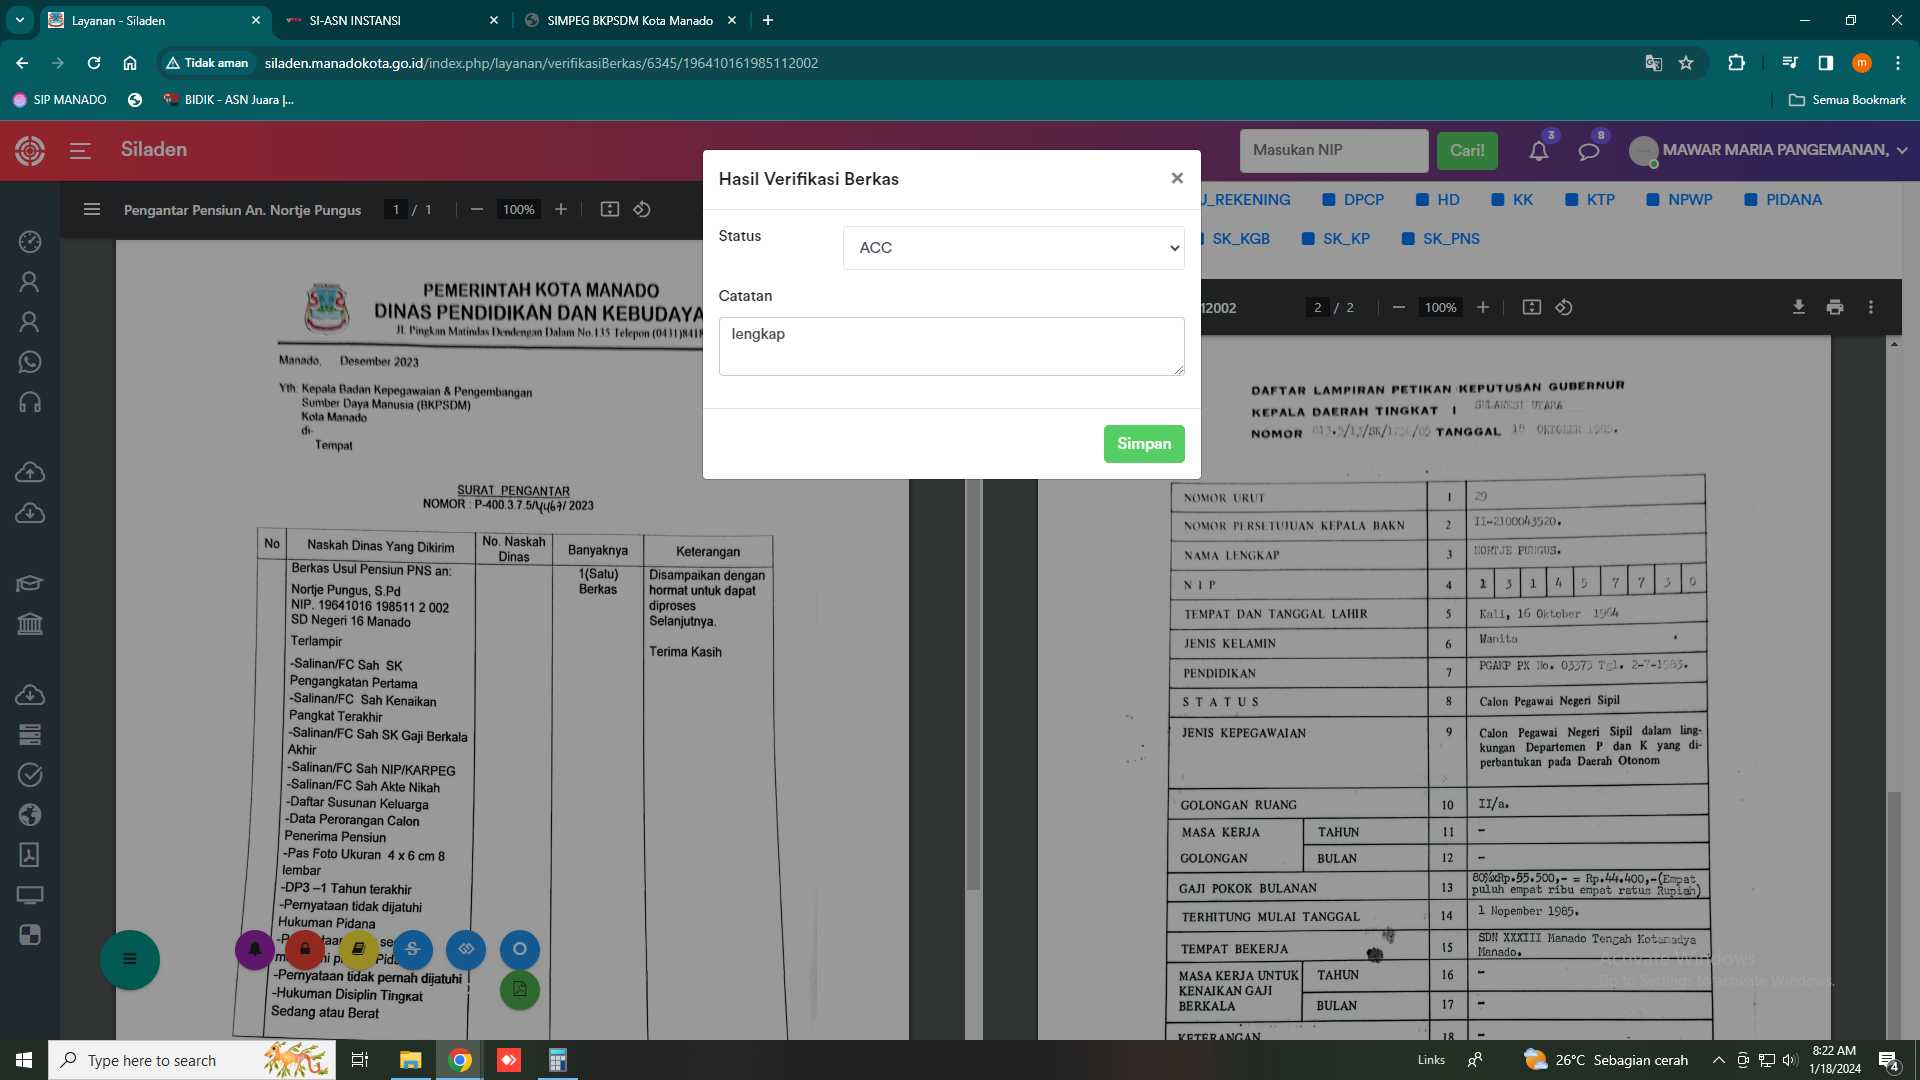 Layanan - Siladen
SI-ASN INSTANSI
SIMPEG BKPSDM Kota Manado
Tidak aman
siladen.manadokota.go.id/index.php/layanan/verifikasiBerkas/6345/196410161985112002
m
SIP MANADO
BIDIK - ASN Juara |...
Semua Bookmark
Siladen
Masukan NIP
Cari!
3
8
MAWAR MARIA PANGEMANAN,
Pengantar Pensiun An. Nortje Pungus
1 / 1
100%
Hasil Verifikasi Berkas
Status
ACC
Catatan
lengkap
Simpan
U_REKENING
DPCP
HD
KK
KTP
NPWP
PIDANA
SK_KGB
SK_KP
SK_PNS
12002
2 / 2
100%
PEMERINTAH KOTA MANADO
DINAS PENDIDIKAN DAN KEBUDAYA
Jl. Pingkan Matindas Dendengan Dalam No.135 Telepon (0431)8418
Manado, Desember 2023
Yth. Kepala Badan Kepegawaian & Pengembangan
Sumber Daya Manusia (BKPSDM)
Kota Manado
di-
Tempat
SURAT PENGANTAR
NOMOR : P-400.3.7.5/4467/ 2023
No
Naskah Dinas Yang Dikirim
No. Naskah
Dinas
Banyaknya
Keterangan
Berkas Usul Pensiun PNS an:
Nortje Pungus, S.Pd
NIP. 19641016 198511 2 002
SD Negeri 16 Manado
Terlampir
-Salinan/FC Sah SK
Pengangkatan Pertama
-Salinan/FC Sah Kenaikan
Pangkat Terakhir
-Salinan/FC Sah SK Gaji Berkala
Akhir
-Salinan/FC Sah NIP/KARPEG
-Salinan/FC Sah Akte Nikah
-Daftar Susunan Keluarga
-Data Perorangan Calon
Penerima Pensiun
-Pas Foto Ukuran 4 x 6 cm 8
lembar
-DP3 –1 Tahun terakhir
-Pernyataan tidak dijatuhi
Hukuman Pidana
-Pernyataan tidak pernah dijatuhi
-Hukuman Disiplin Tingkat
Sedang atau Berat
1(Satu)
Berkas
Disampaikan dengan
hormat untuk dapat
diproses
Selanjutnya.
Terima Kasih
DAFTAR LAMPIRAN PETIKAN KEPUTUSAN GUBERNUR
KEPALA DAERAH TINGKAT I SULAWESI UTARA
NOMOR TANGGAL 18 OKTOBER 1985.
NOMOR URUT 1 29
NOMOR PERSETUJUAN KEPALA BAKN 2 II-2100043520.
NAMA LENGKAP 3 NORTJE PUNGUS.
N I P 4 1 3 1 4 5 7 7 3 0
TEMPAT DAN TANGGAL LAHIR 5 Kali, 16 Oktober 1964
JENIS KELAMIN 6 Wanita
PENDIDIKAN 7 PGAKP PX No. 03375 Tgl. 2-7-1983.
S T A T U S 8 Calon Pegawai Negeri Sipil
JENIS KEPEGAWAIAN 9 Calon Pegawai Negeri Sipil dalam ling-
kungan Departemen P dan K yang di-
perbantukan pada Daerah Otonom
GOLONGAN RUANG 10 II/a.
MASA KERJA TAHUN 11 -
GOLONGAN BULAN 12 -
GAJI POKOK BULANAN 13 80%xRp.55.500,- = Rp.44.400,-(Empat
puluh empat ribu empat ratus Rupiah)
TERHITUNG MULAI TANGGAL 14 1 Nopember 1985.
TEMPAT BEKERJA 15 SDN XXXIII Manado Tengah Kotamadya
Manado.
MASA KERJA UNTUK
KENAIKAN GAJI
BERKALA
TAHUN 16 -
BULAN 17 -
KETERANGAN 18 -
Activate Windows
Go to Settings to activate Windows.
Type here to search
Links
26°C Sebagian cerah
8:22 AM
1/18/2024
4